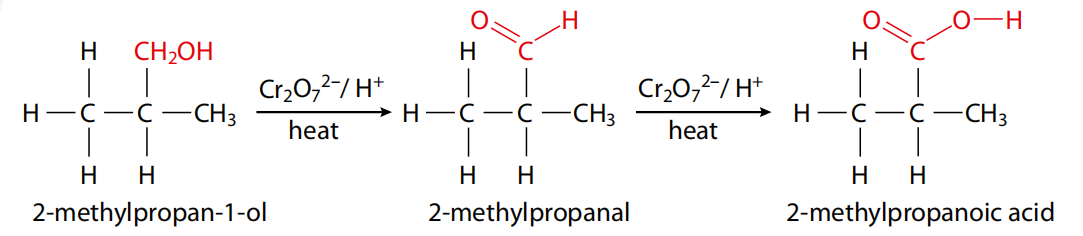 O H O O—H
H CH₂OH H C H C
Cr₂O₇²⁻/ H⁺ Cr₂O₇²⁻/ H⁺
H—C—C—CH₃ H—C—C—CH₃ H—C—C—CH₃
heat heat
H H H H H H
2-methylpropan-1-ol 2-methylpropanal 2-methylpropanoic acid